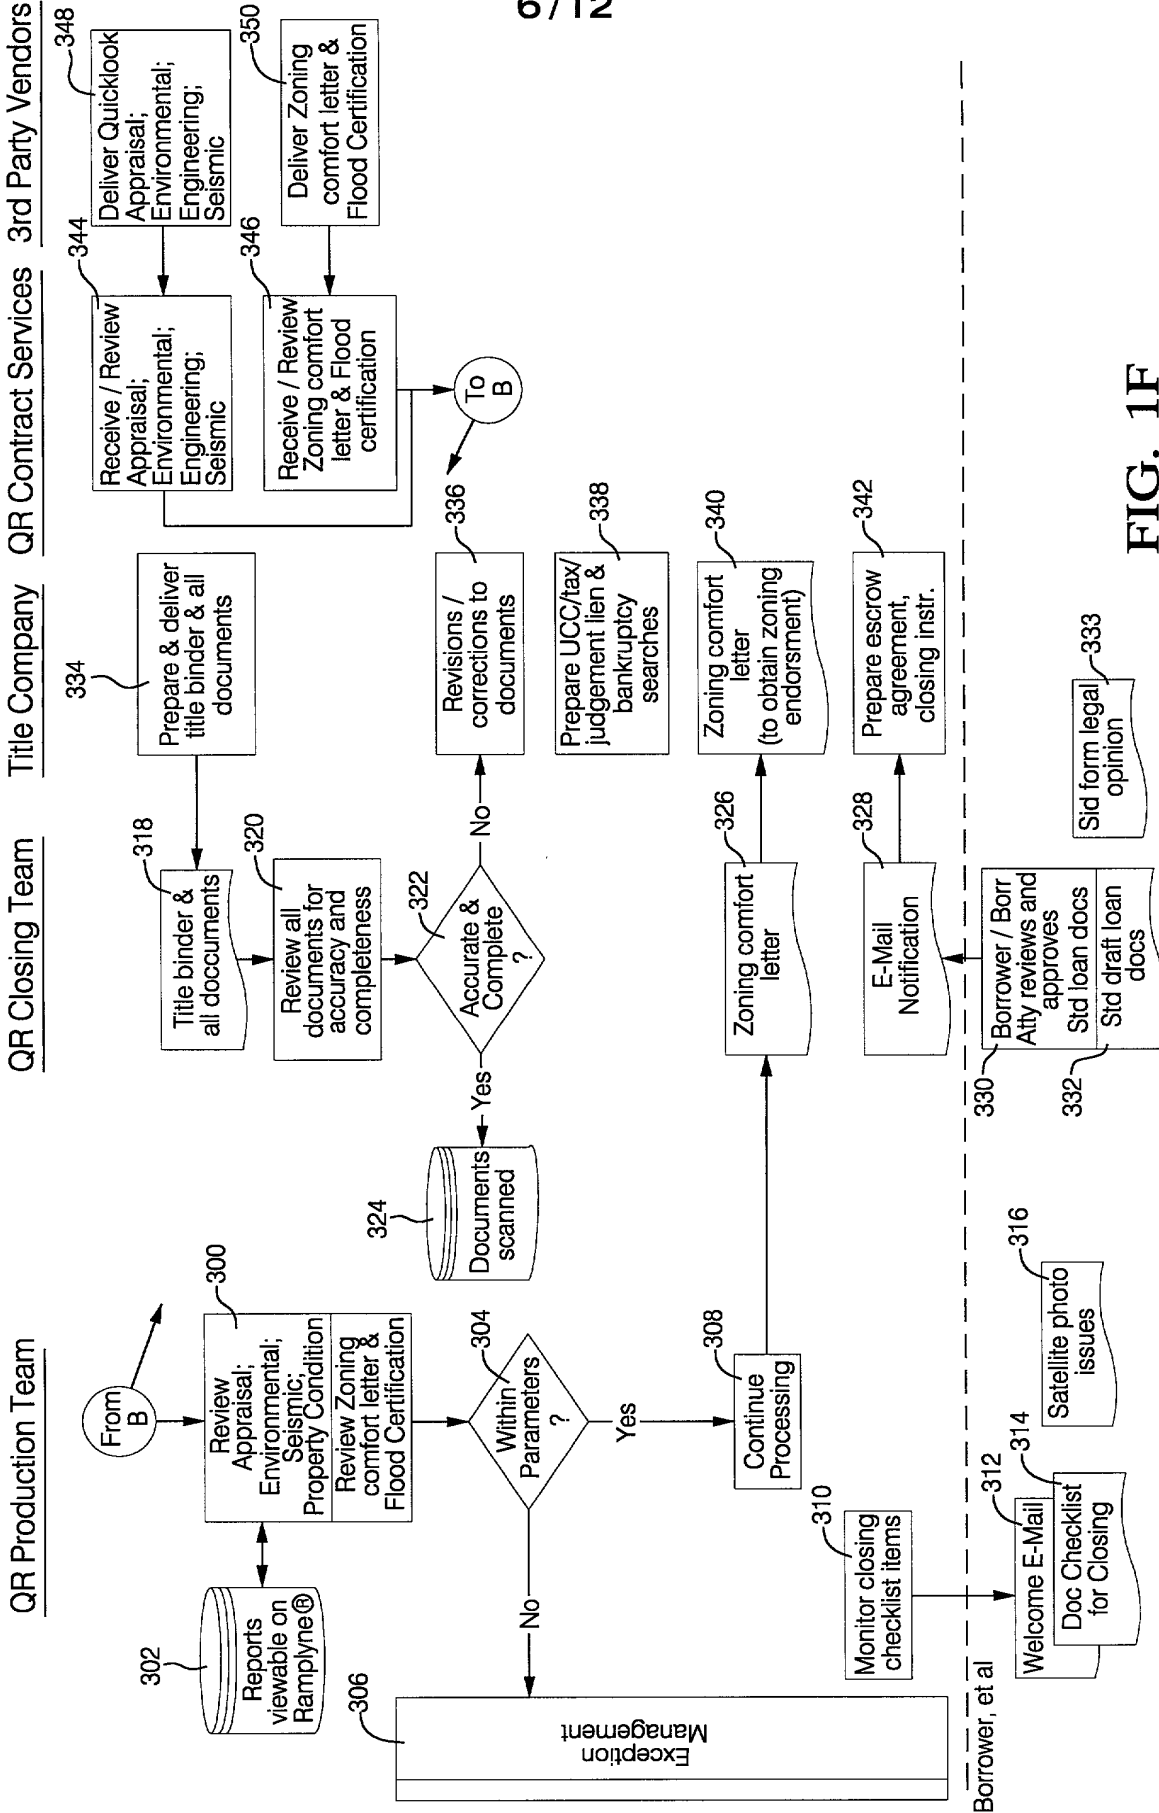 6/12
QR Production Team
QR Closing Team
Title Company
QR Contract Services
3rd Party Vendors
From
B
300
Review
Appraisal;
Environmental;
Seismic;
Property Condition
Review Zoning
comfort letter &
Flood Certification
302
Reports
viewable on
Ramplyne®
304
Within
Parameters
?
No
Yes
306
Exception
Management
308
Continue
Processing
310
Monitor closing
checklist items
324
Documents
scanned
318
Title binder &
all doccuments
320
Review all
documents for
accuracy and
completeness
322
Accurate &
Complete
?
Yes
No
326
Zoning comfort
letter
328
E-Mail
Notification
334
Prepare & deliver
title binder & all
documents
336
Revisions /
corrections to
documents
338
Prepare UCC/tax/
judgement lien &
bankruptcy
searches
340
Zoning comfort
letter
(to obtain zoning
endorsment)
342
Prepare escrow
agreement,
closing instr.
344
Receive / Review
Appraisal;
Environmental;
Engineering;
Seismic
346
Receive / Review
Zoning comfort
letter & Flood
certification
To
B
348
Deliver Quicklook
Appraisal;
Environmental;
Engineering;
Seismic
350
Deliver Zoning
comfort letter &
Flood Certification
Borrower, et al
312
Welcome E-Mail
314
Doc Checklist
for Closing
316
Satellite photo
issues
330
Borrower / Borr
Atty reviews and
approves
Std loan docs
332
Std draft loan
docs
333
Sid form legal
opinion
FIG. 1F